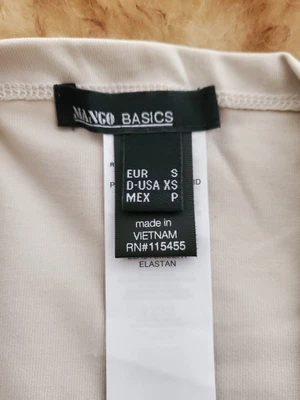 MANGO BASICS
EUR S
D-USA XS
MEX P
made in
VIETNAM
RN#115455
ELASTAN